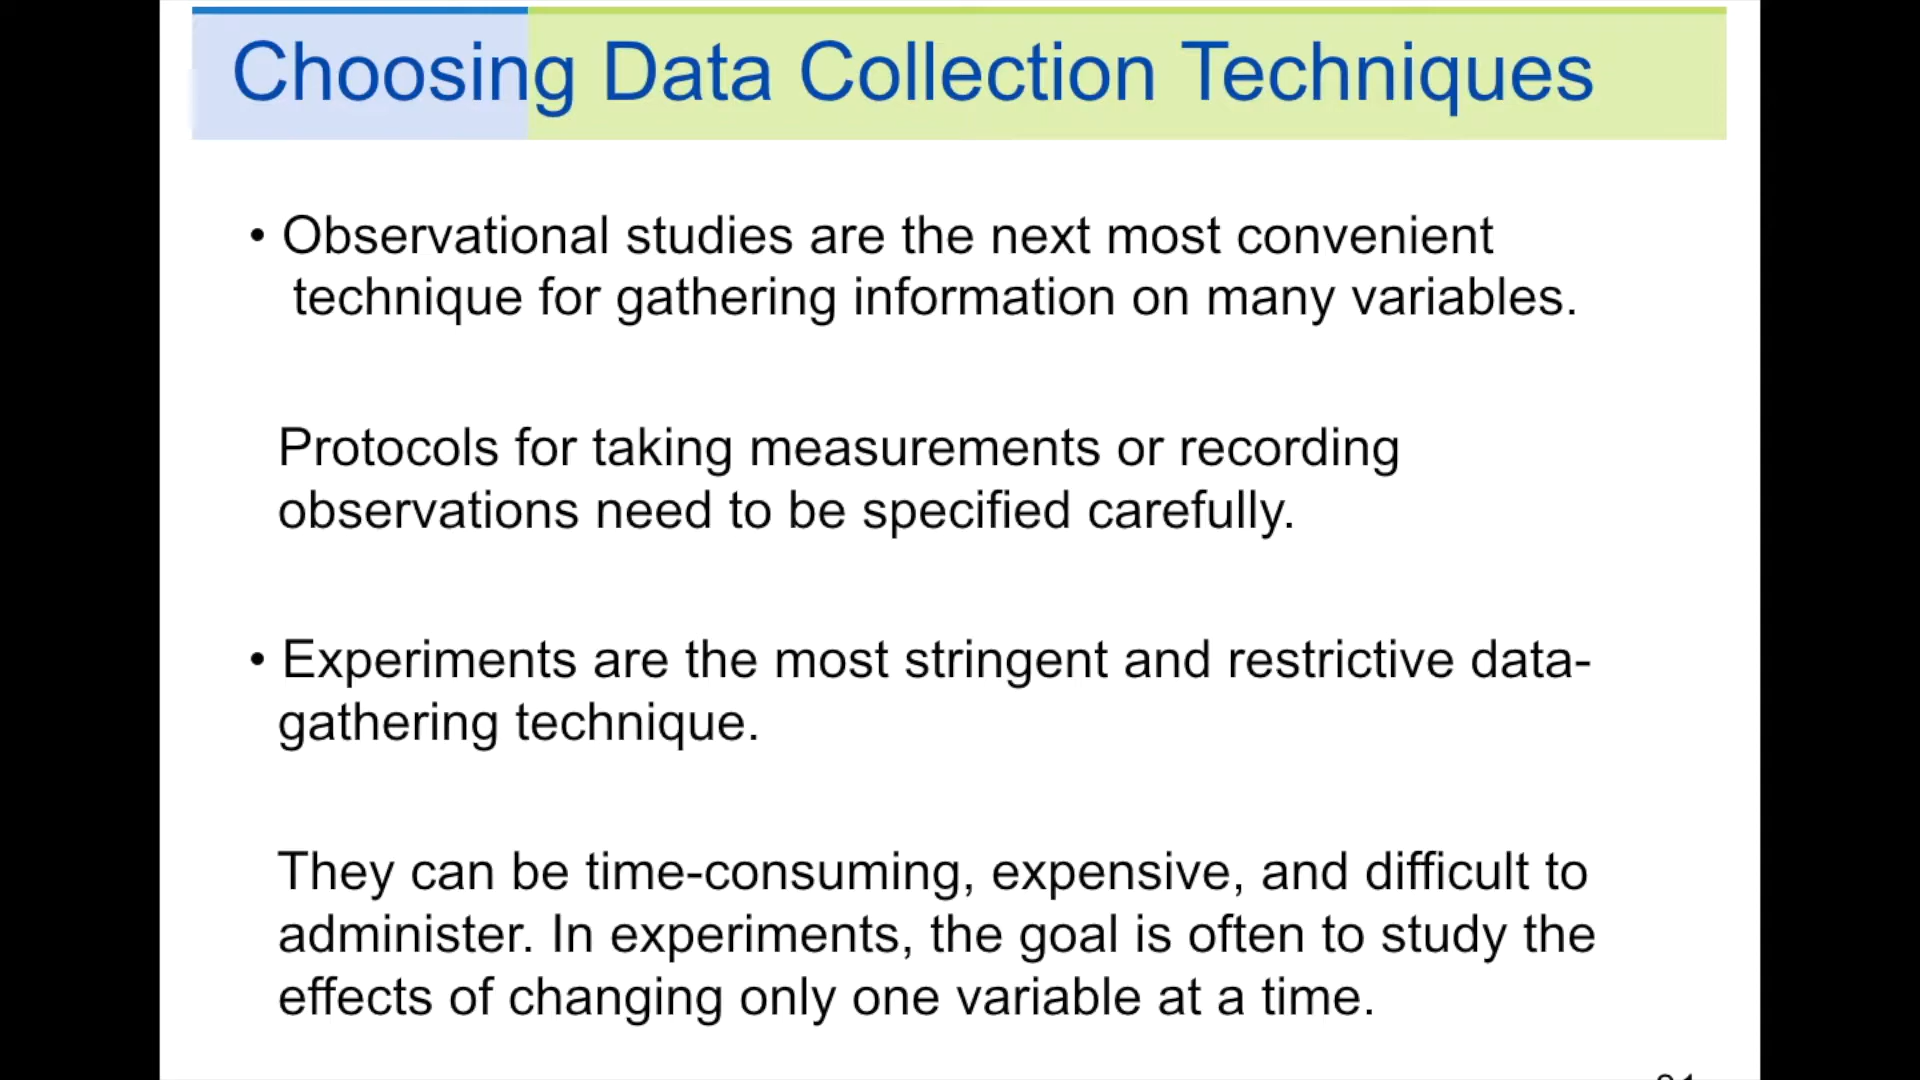 Choosing Data Collection Techniques
• Observational studies are the next most convenient
technique for gathering information on many variables.
Protocols for taking measurements or recording
observations need to be specified carefully.
• Experiments are the most stringent and restrictive data-
gathering technique.
They can be time-consuming, expensive, and difficult to
administer. In experiments, the goal is often to study the
effects of changing only one variable at a time.